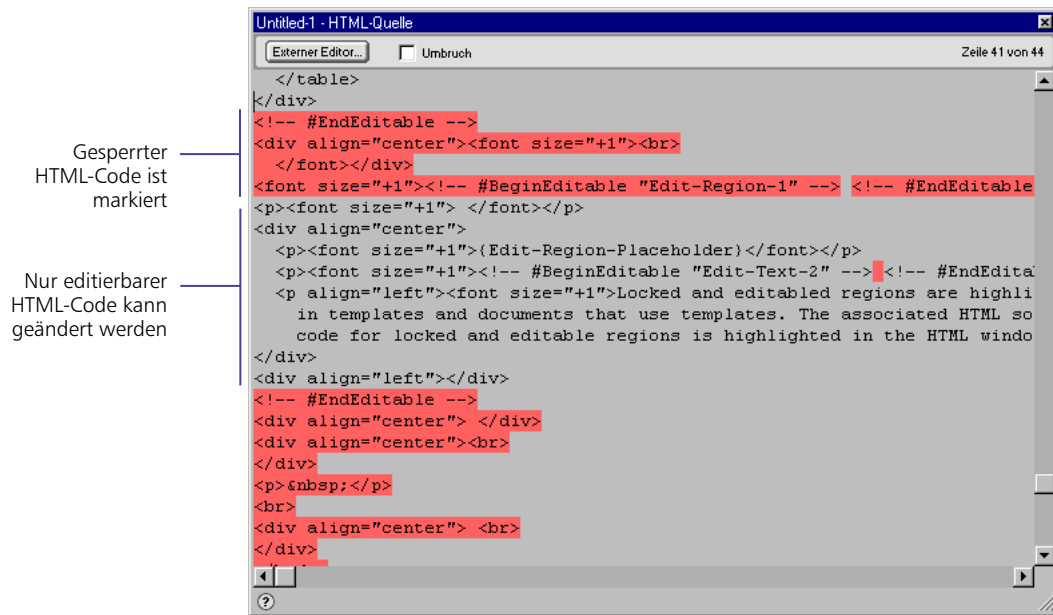 Untitled-1 - HTML-Quelle
Externer Editor...
Umbruch
Zeile 41 von 44
</table>
</div>
<!-- #EndEditable -->
<div align="center"><font size="+1"><br>
</font></div>
<font size="+1"><!-- #BeginEditable "Edit-Region-1" --> <!-- #EndEditable
<p><font size="+1"> </font></p>
<div align="center">
<p><font size="+1">{Edit-Region-Placeholder}</font></p>
<p><font size="+1"><!-- #BeginEditable "Edit-Text-2" --> <!-- #EndEdita
<p align="left"><font size="+1">Locked and editabled regions are highli
in templates and documents that use templates. The associated HTML so
code for locked and editable regions is highlighted in the HTML windo
</div>
<div align="left"></div>
<!-- #EndEditable -->
<div align="center"> </div>
<div align="center"><br>
</div>
<p>&nbsp;</p>
<br>
<div align="center"> <br>
</div>
Gesperrter
HTML-Code ist
markiert
Nur editierbarer
HTML-Code kann
geändert werden